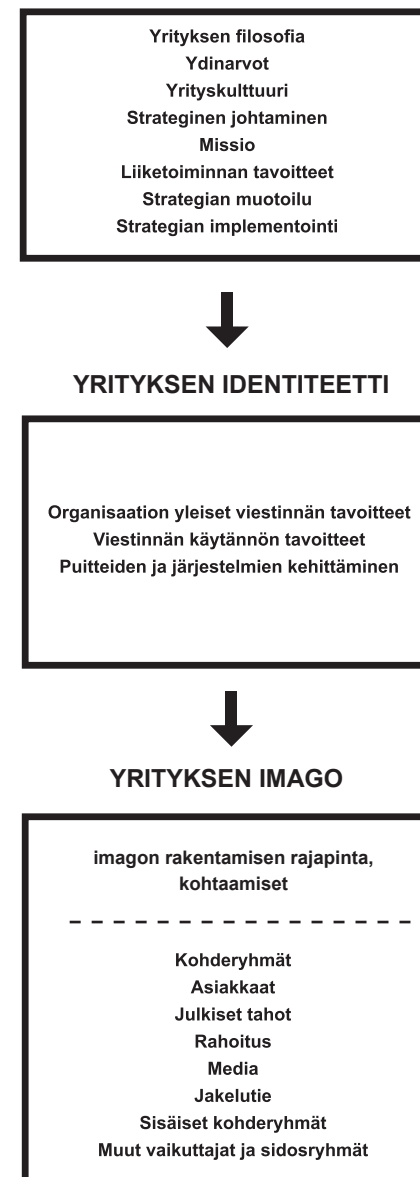 Yrityksen filosofia
Ydinarvot
Yrityskulttuuri
Strateginen johtaminen
Missio
Liiketoiminnan tavoitteet
Strategian muotoilu
Strategian implementointi
YRITYKSEN IDENTITEETTI
Organisaation yleiset viestinnän tavoitteet
Viestinnän käytännön tavoitteet
Puitteiden ja järjestelmien kehittäminen
YRITYKSEN IMAGO
imagon rakentamisen rajapinta,
kohtaamiset
Kohderyhmät
Asiakkaat
Julkiset tahot
Rahoitus
Media
Jakelutie
Sisäiset kohderyhmät
Muut vaikuttajat ja sidosryhmät